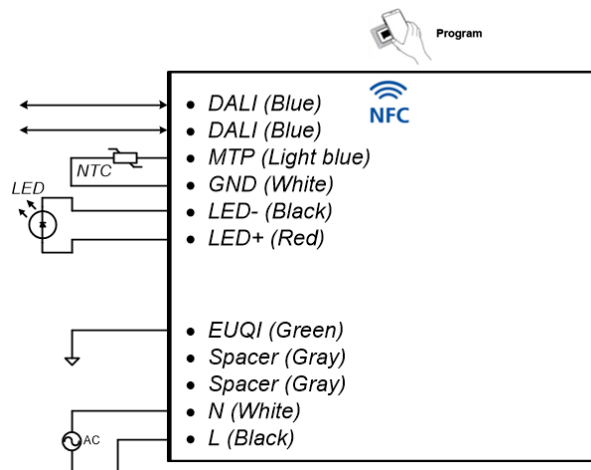 Program
NFC
• DALI (Blue)
• DALI (Blue)
• MTP (Light blue)
NTC
• GND (White)
LED
• LED- (Black)
• LED+ (Red)
• EUQI (Green)
• Spacer (Gray)
• Spacer (Gray)
• N (White)
AC
• L (Black)